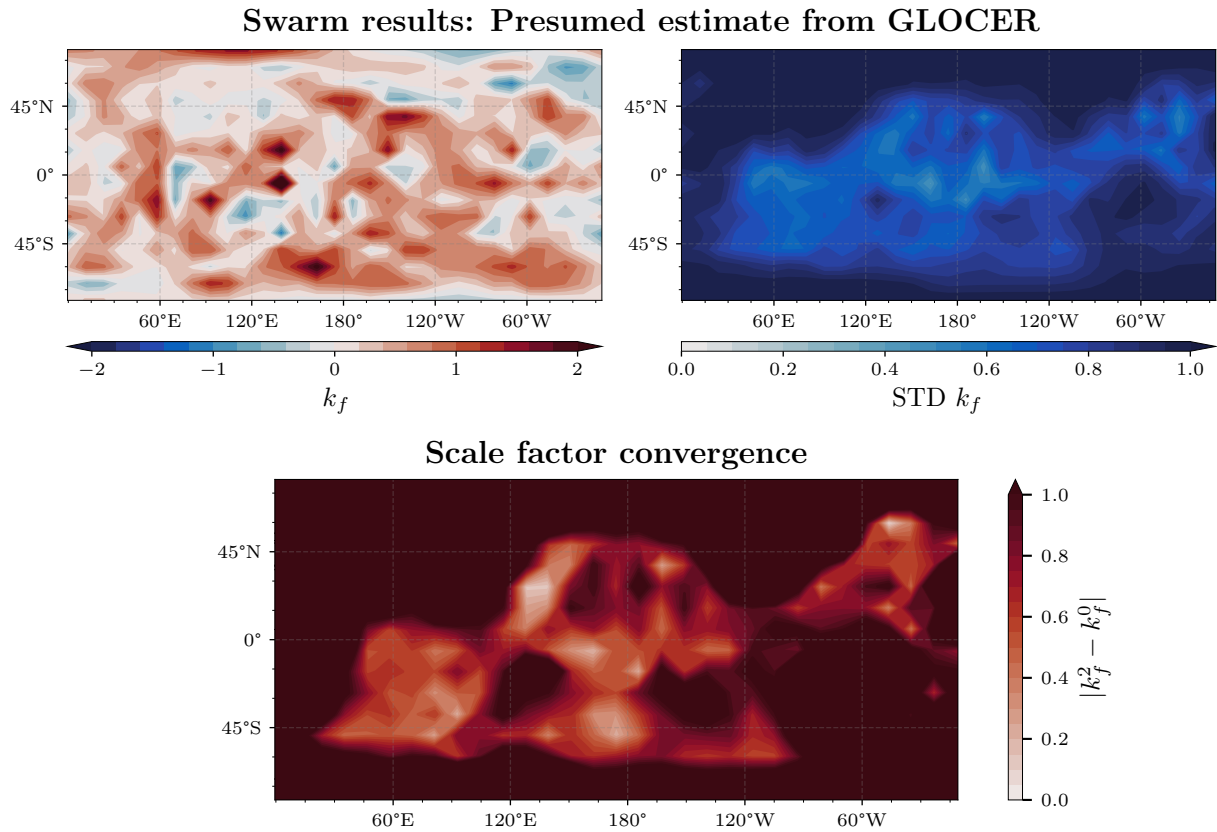 Swarm results: Presumed estimate from GLOCER
45°N
0°
45°S
60°E 120°E 180° 120°W 60°W
−2 −1 0 1 2
k_f
45°N
0°
45°S
60°E 120°E 180° 120°W 60°W
0.0 0.2 0.4 0.6 0.8 1.0
STD k_f
Scale factor convergence
45°N
0°
45°S
60°E 120°E 180° 120°W 60°W
1.0
0.8
0.6
0.4
0.2
0.0
|k_f^2 − k_f^0|